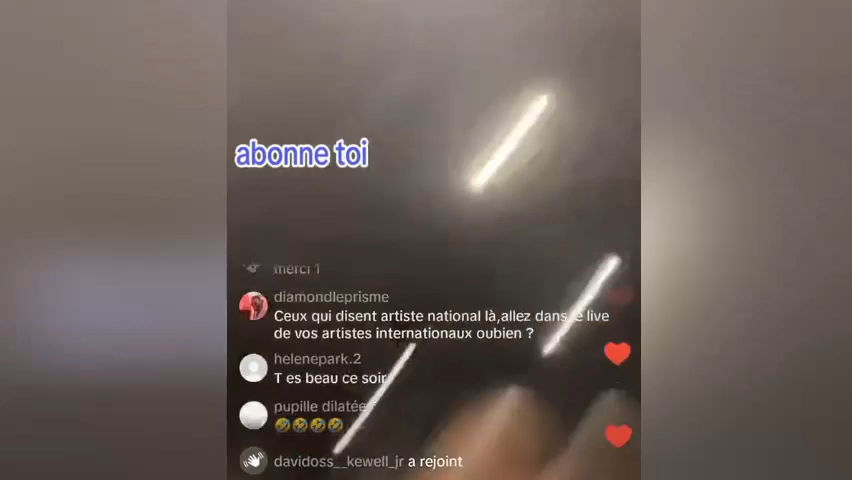 abonne toi
merci 1
diamondleprisme
Ceux qui disent artiste national là,allez dans le live
de vos artistes internationaux oubien ?
helenepark.2
T es beau ce soir
pupille dilatée
🤣🤣🤣🤣
davidoss__kewell_jr a rejoint